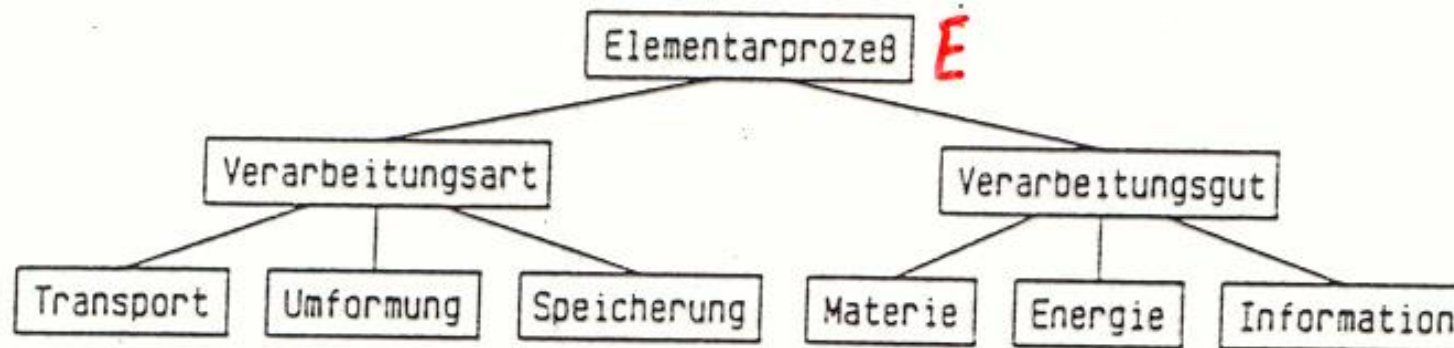 Elementarprozeß E
Verarbeitungsart Verarbeitungsgut
Transport Umformung Speicherung Materie Energie Information